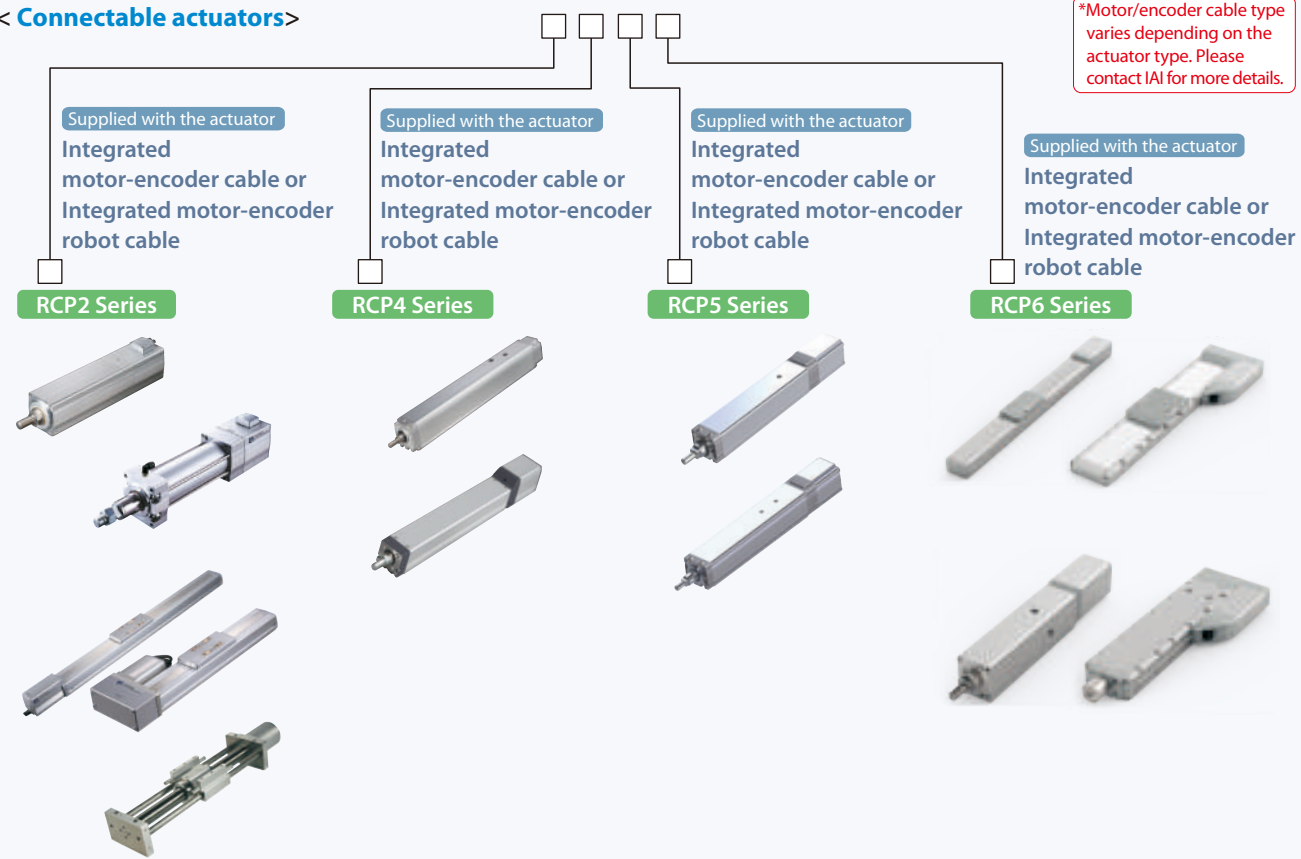 < Connectable actuators>
*Motor/encoder cable type
varies depending on the
actuator type. Please
contact IAI for more details.
Supplied with the actuator
Integrated
motor-encoder cable or
Integrated motor-encoder
robot cable
RCP2 Series
Supplied with the actuator
Integrated
motor-encoder cable or
Integrated motor-encoder
robot cable
RCP4 Series
Supplied with the actuator
Integrated
motor-encoder cable or
Integrated motor-encoder
robot cable
RCP5 Series
Supplied with the actuator
Integrated
motor-encoder cable or
Integrated motor-encoder
robot cable
RCP6 Series